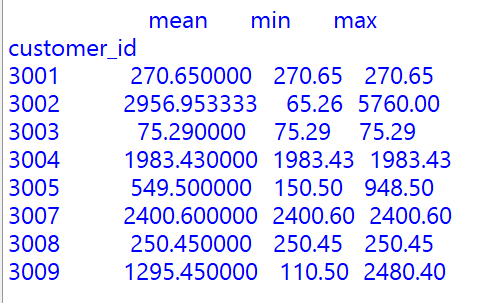 mean min max
customer_id
3001 270.650000 270.65 270.65
3002 2956.953333 65.26 5760.00
3003 75.290000 75.29 75.29
3004 1983.430000 1983.43 1983.43
3005 549.500000 150.50 948.50
3007 2400.600000 2400.60 2400.60
3008 250.450000 250.45 250.45
3009 1295.450000 110.50 2480.40